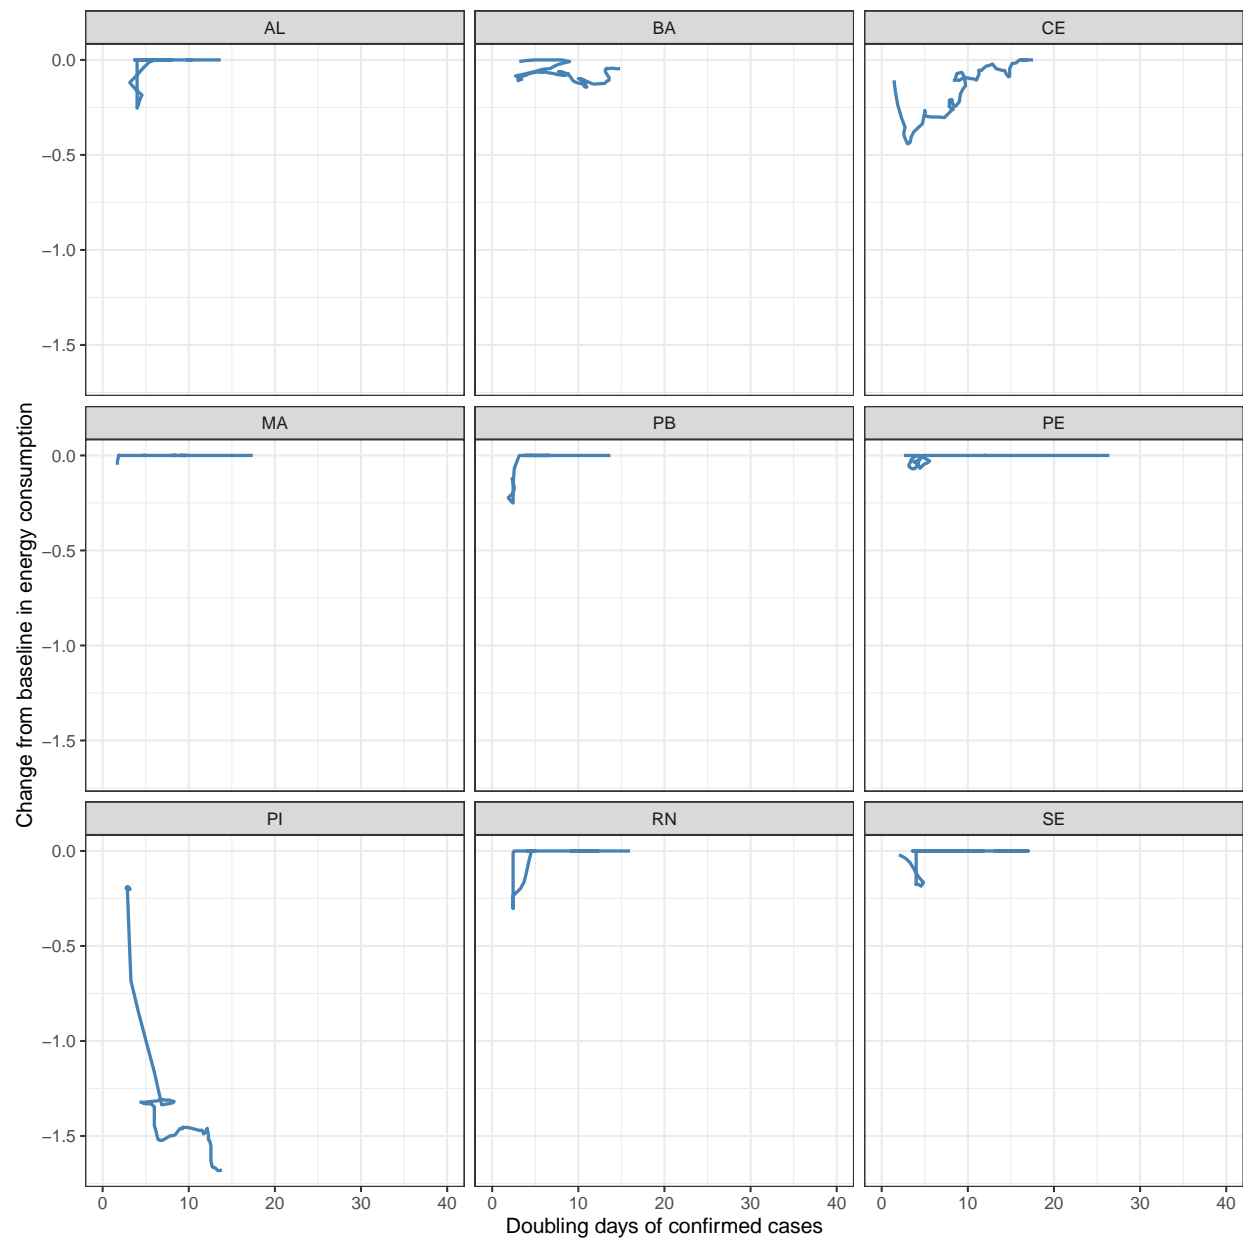 AL BA CE
0.0
−0.5
−1.0
−1.5
MA PB PE
0.0
−0.5
−1.0
−1.5
PI RN SE
0.0
−0.5
−1.0
−1.5
0 10 20 30 40 0 10 20 30 40 0 10 20 30 40
Doubling days of confirmed cases
Change from baseline in energy consumption